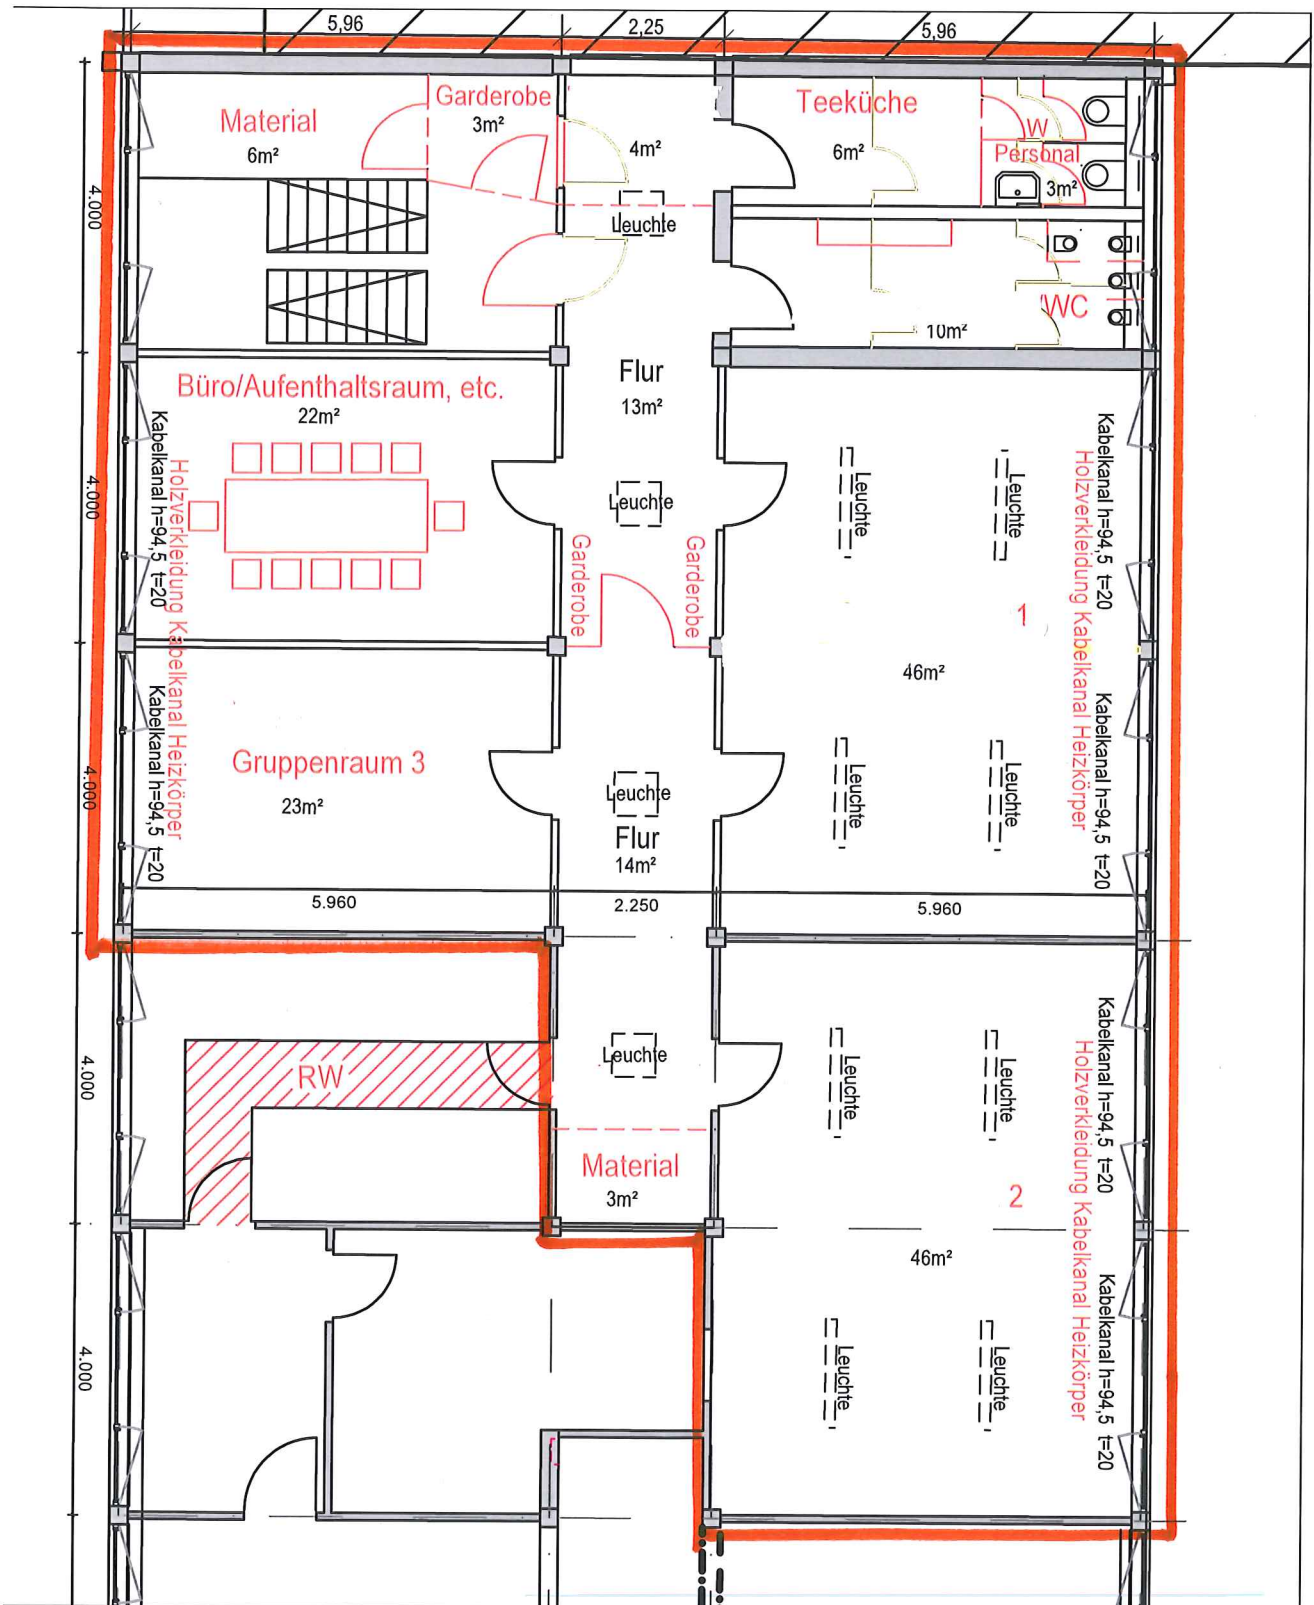 5,96
2,25
5,96
Material
6m²
Garderobe
3m²
4m²
Teeküche
6m²
W
Personal
3m²
Leuchte
WC
10m²
4.000
Flur
13m²
Büro/Aufenthaltsraum, etc.
22m²
Kabelkanal h=94,5 t=20
Holzverkleidung Kabelkanal Heizkörper
Kabelkanal h=94,5 t=20
4.000
Leuchte
Garderobe
Garderobe
Leuchte
Leuchte
1
46m²
Kabelkanal h=94,5 t=20
Holzverkleidung Kabelkanal Heizkörper
Kabelkanal h=94,5 t=20
Gruppenraum 3
23m²
4.000
Leuchte
Flur
14m²
Leuchte
Leuchte
5.960
2.250
5.960
4.000
RW
Leuchte
Leuchte
Leuchte
Material
3m²
2
46m²
Kabelkanal h=94,5 t=20
Holzverkleidung Kabelkanal Heizkörper
Kabelkanal h=94,5 t=20
4.000
Leuchte
Leuchte